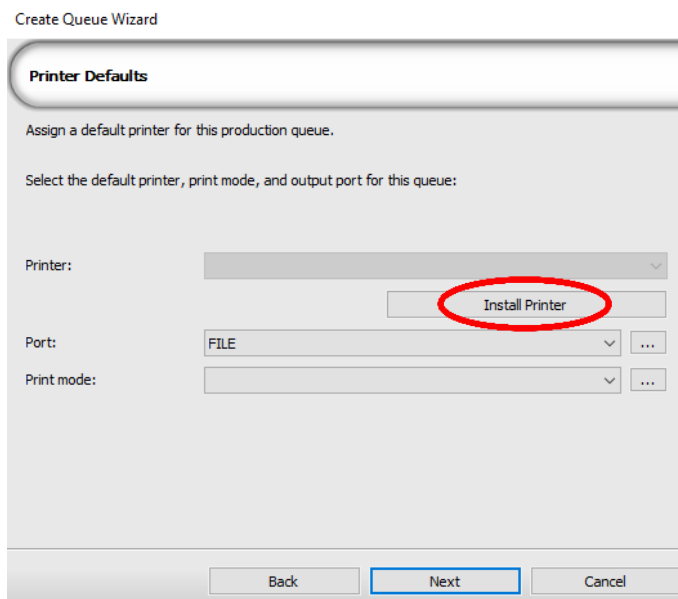 Create Queue Wizard
Printer Defaults
Assign a default printer for this production queue.
Select the default printer, print mode, and output port for this queue:
Printer:
Install Printer
Port:
FILE
...
Print mode:
...
Back
Next
Cancel